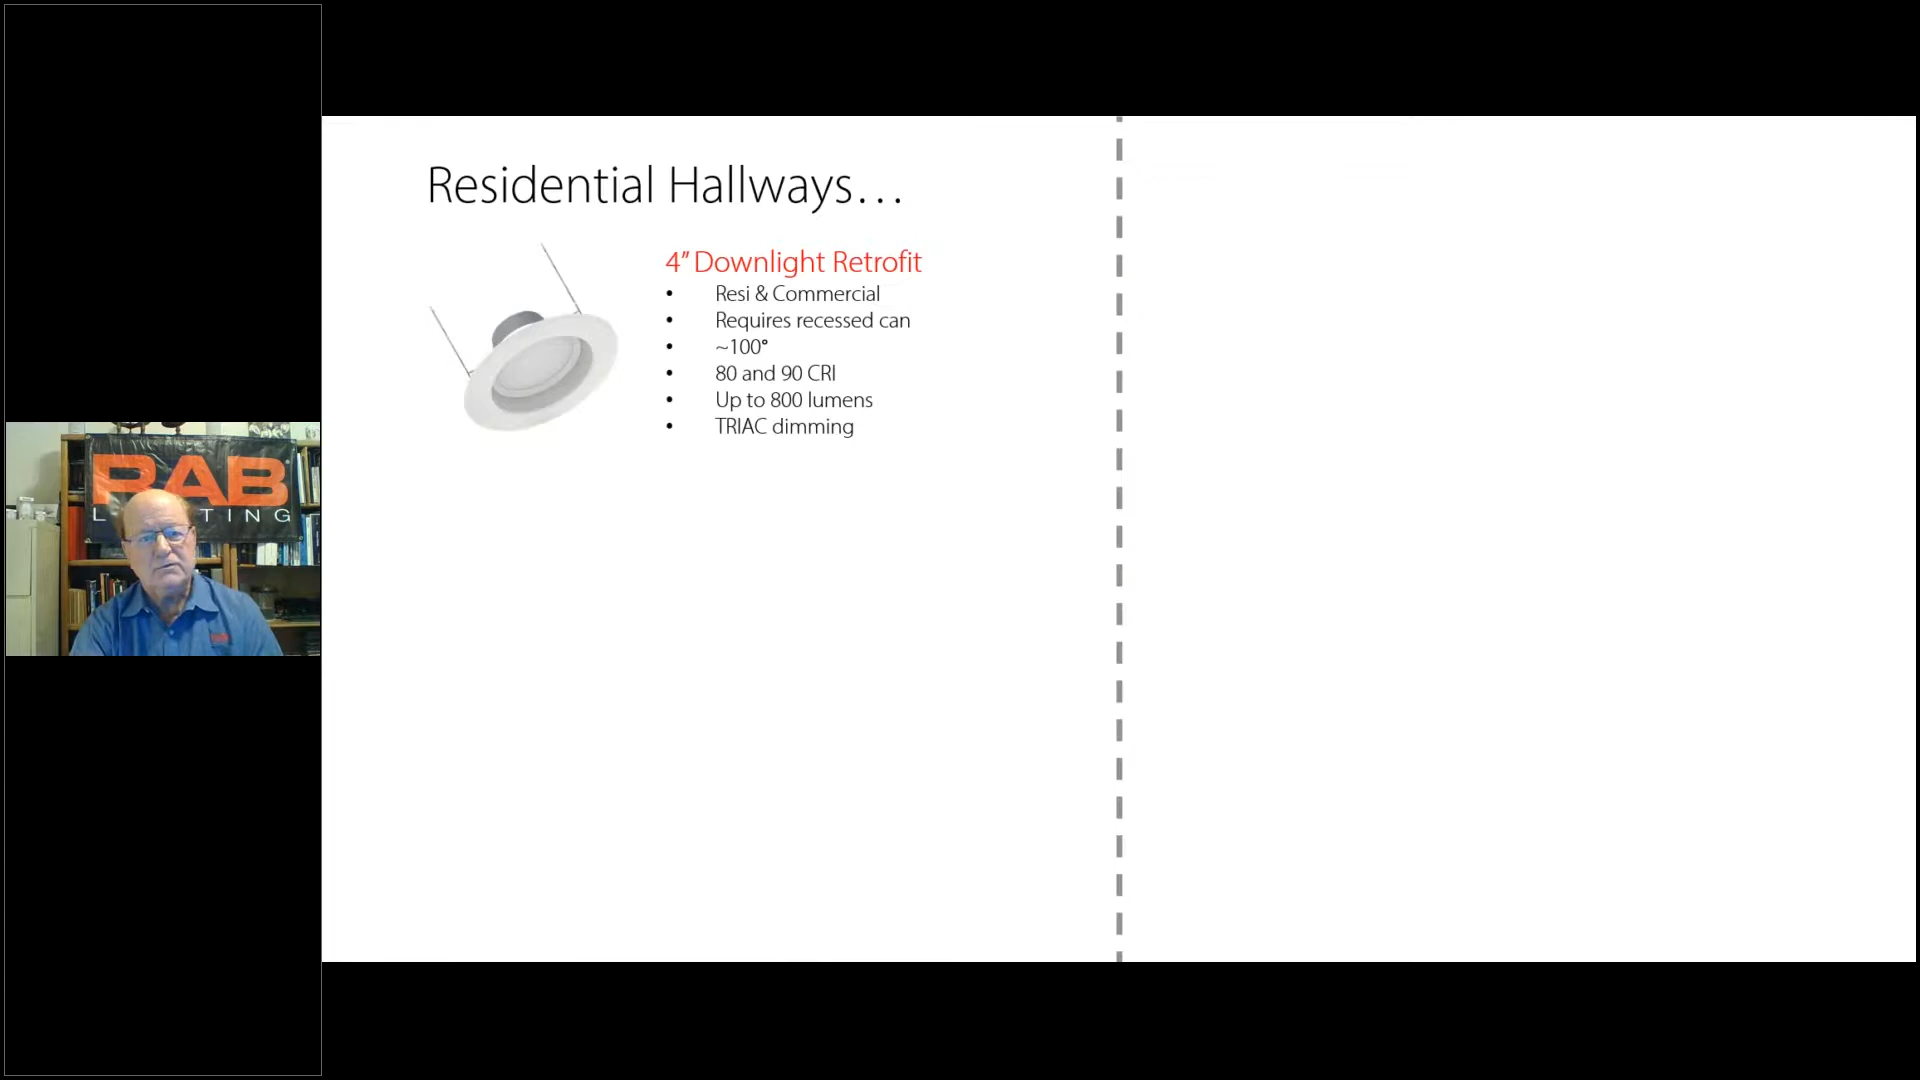 Residential Hallways...
4” Downlight Retrofit
• Resi & Commercial
• Requires recessed can
• ~100°
• 80 and 90 CRI
• Up to 800 lumens
• TRIAC dimming
RAB
L TING